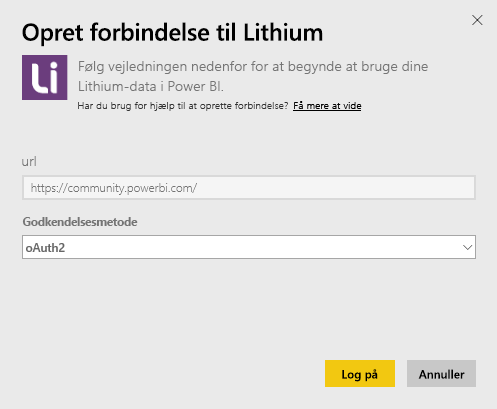 Opret forbindelse til Lithium
Li
Følg vejledningen nedenfor for at begynde at bruge dine
Lithium-data i Power BI.
Har du brug for hjælp til at oprette forbindelse? Få mere at vide
url
https://community.powerbi.com/
Godkendelsesmetode
oAuth2
Log på
Annuller